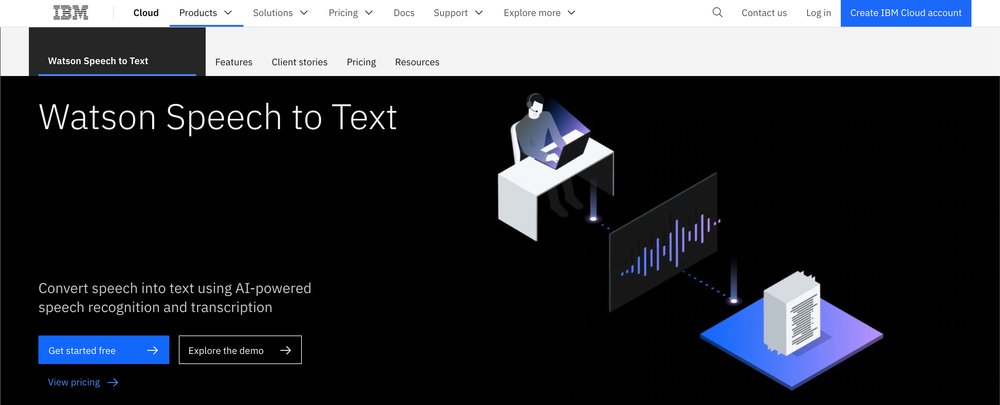 IBM Cloud Products Solutions Pricing Docs Support Explore more Contact us Log in Create IBM Cloud account
Watson Speech to Text Features Client stories Pricing Resources
Watson Speech to Text
Convert speech into text using AI-powered
speech recognition and transcription
Get started free Explore the demo
View pricing